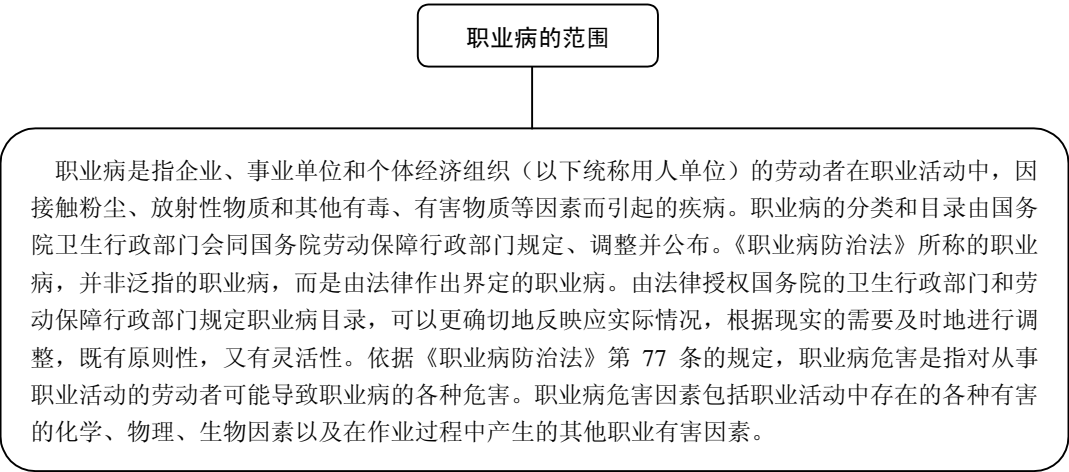 职业病的范围
职业病是指企业、事业单位和个体经济组织（以下统称用人单位）的劳动者在职业活动中，因
接触粉尘、放射性物质和其他有毒、有害物质等因素而引起的疾病。职业病的分类和目录由国务
院卫生行政部门会同国务院劳动保障行政部门规定、调整并公布。《职业病防治法》所称的职业
病，并非泛指的职业病，而是由法律作出界定的职业病。由法律授权国务院的卫生行政部门和劳
动保障行政部门规定职业病目录，可以更确切地反映应实际情况，根据现实的需要及时地进行调
整，既有原则性，又有灵活性。依据《职业病防治法》第 77 条的规定，职业病危害是指对从事
职业活动的劳动者可能导致职业病的各种危害。职业病危害因素包括职业活动中存在的各种有害
的化学、物理、生物因素以及在作业过程中产生的其他职业有害因素。